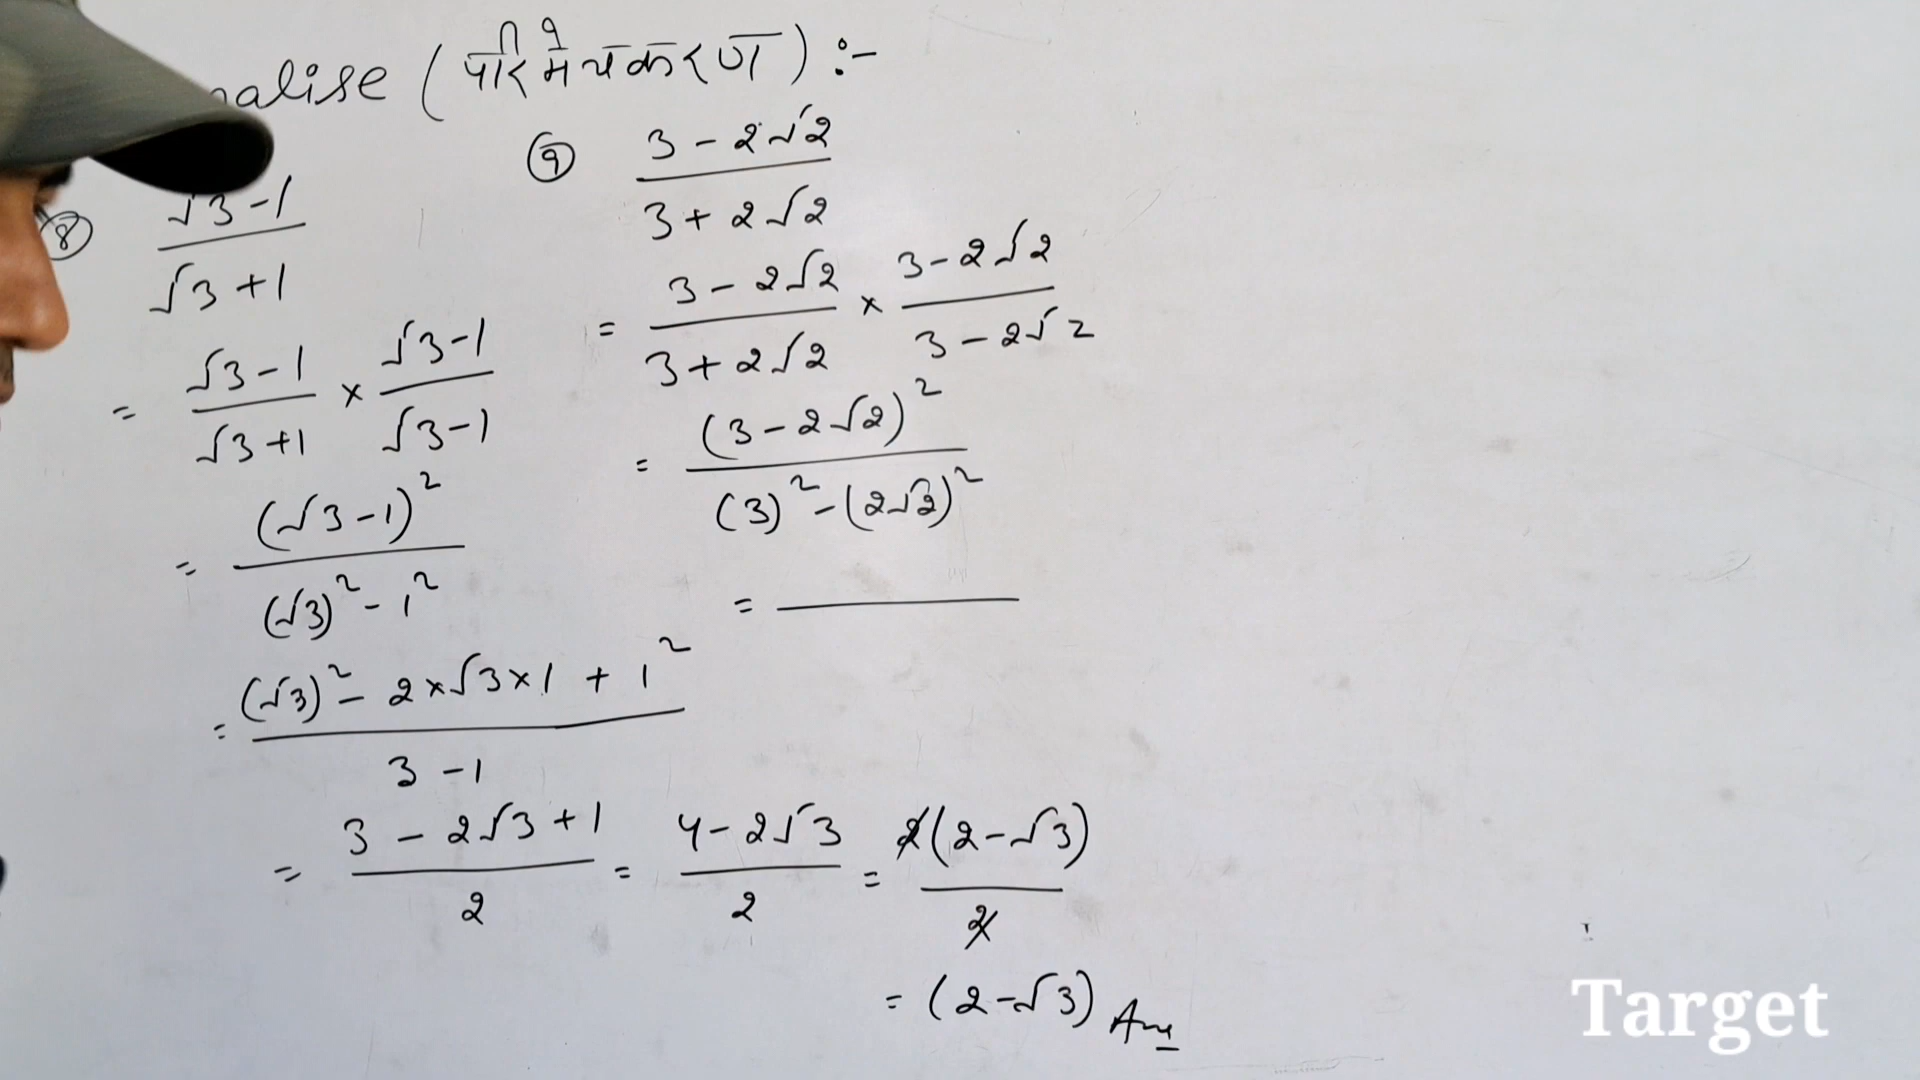 nalise (परिमेयकरण) :-
⑧ √3-1 / √3+1
= √3-1 / √3+1 × √3-1 / √3-1
= (√3-1)² / (√3)² - 1²
= (√3)² - 2×√3×1 + 1² / 3-1
= 3 - 2√3 + 1 / 2 = 4-2√3 / 2 = 2(2-√3) / 2
= (2-√3) Ans
⑨ 3 - 2√2 / 3 + 2√2
= 3 - 2√2 / 3 + 2√2 × 3 - 2√2 / 3 - 2√2
= (3 - 2√2)² / (3)² - (2√2)²
=
Target